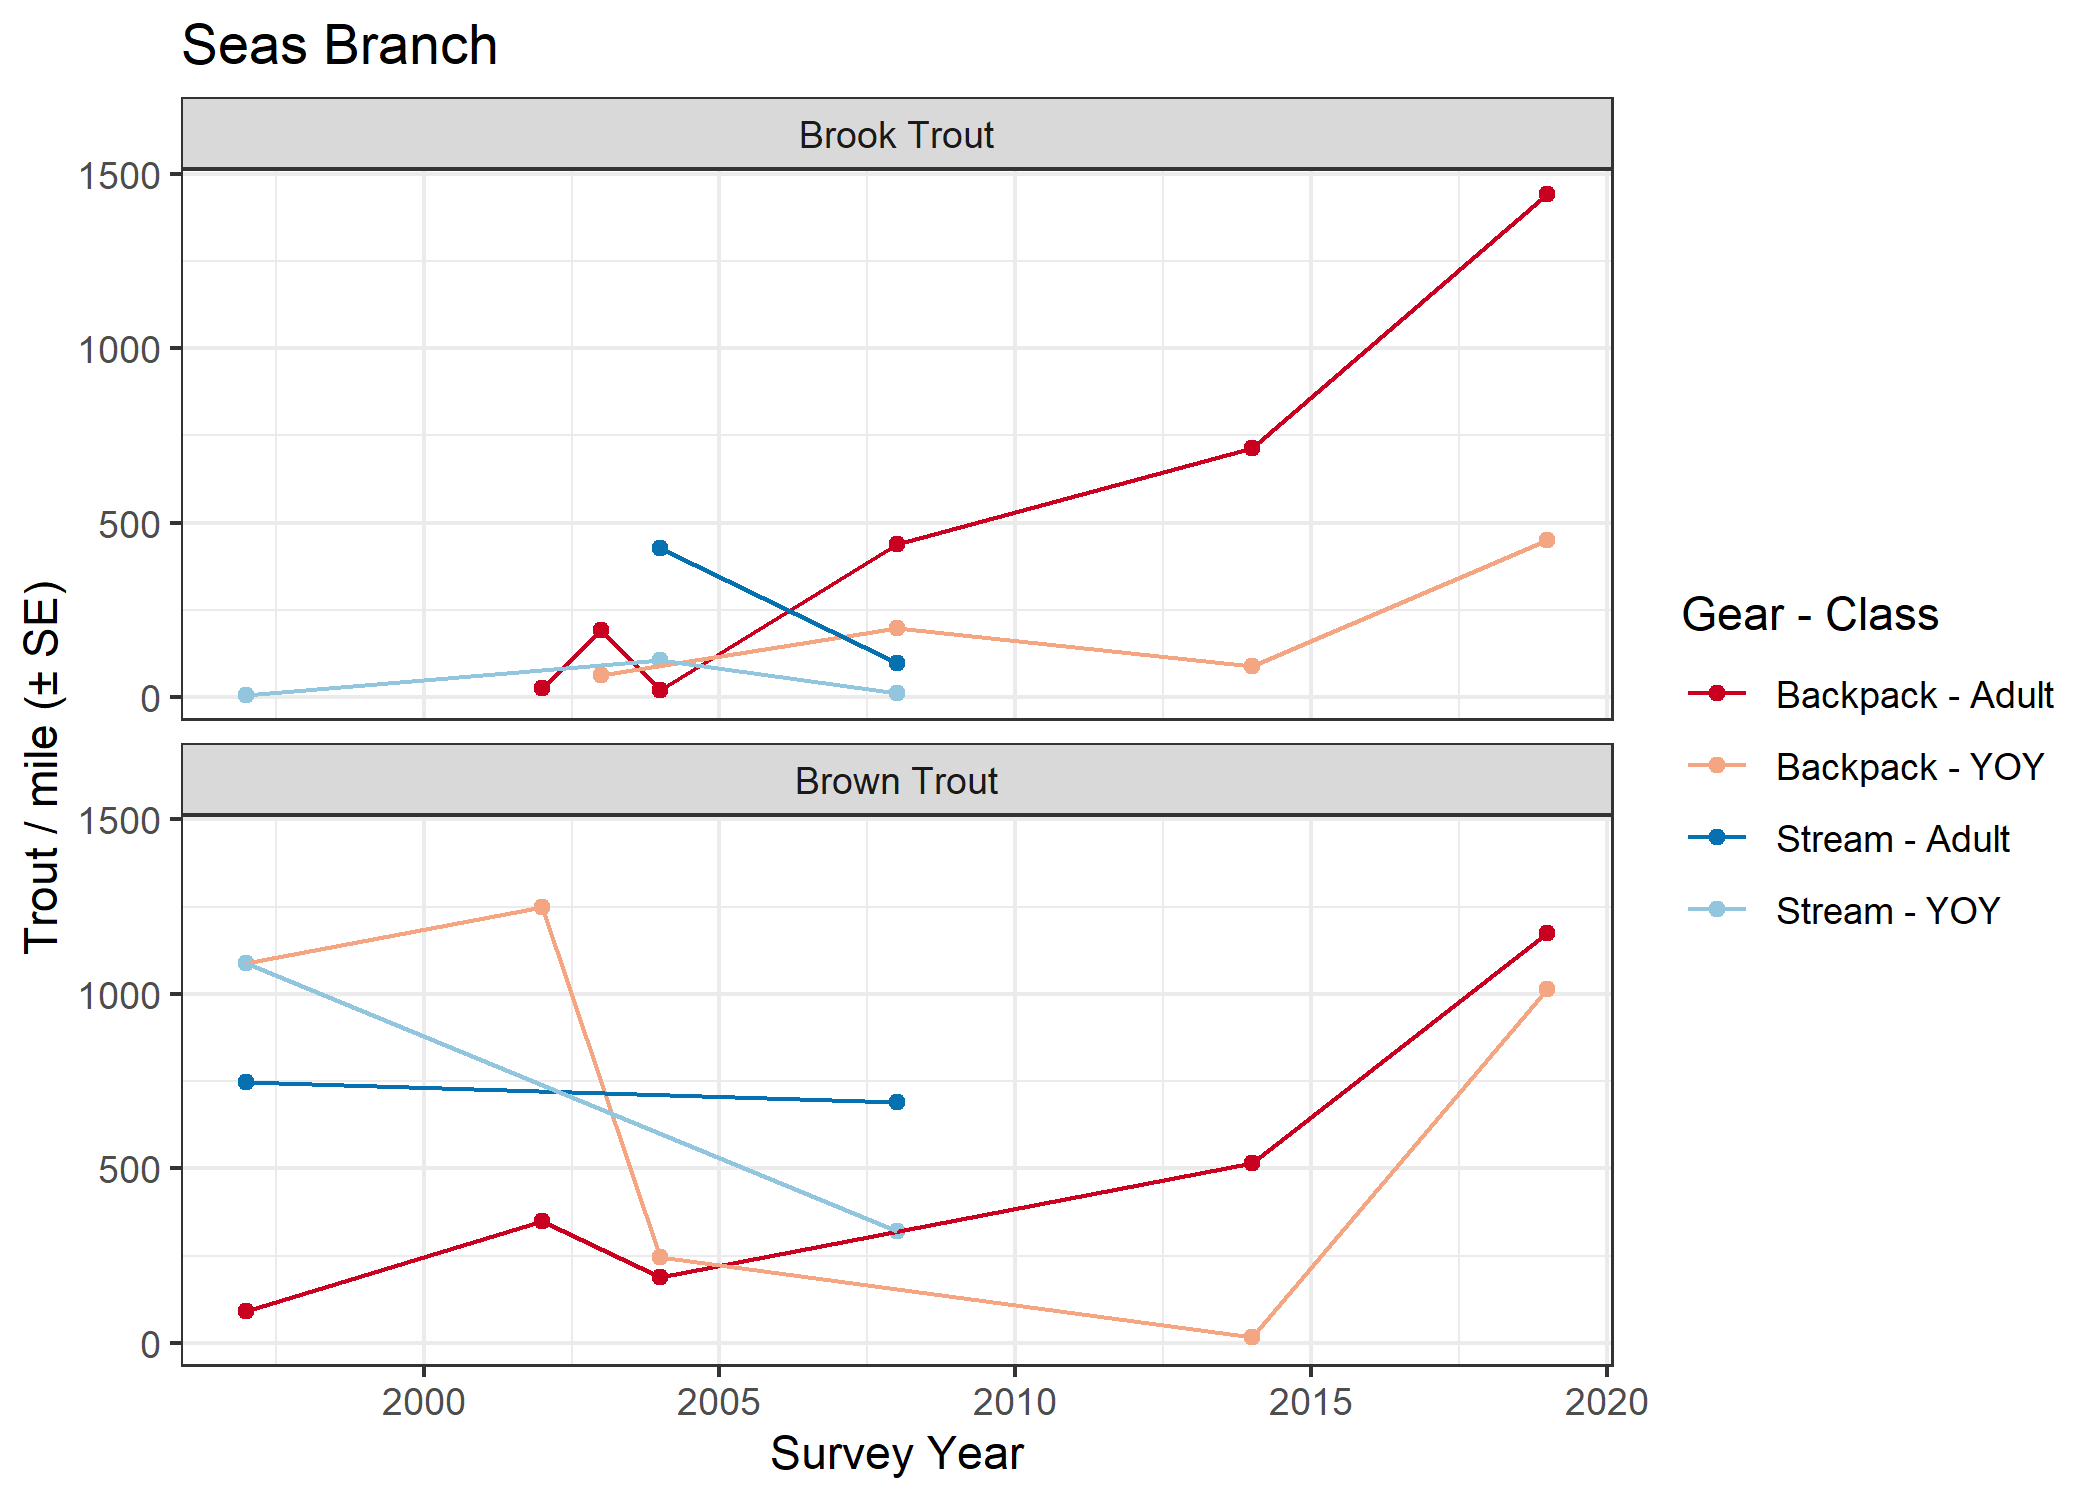 Seas Branch
Brook Trout
1500
1000
500
0
Brown Trout
1500
1000
500
0
2000 2005 2010 2015 2020
Survey Year
Trout / mile (± SE)
Gear - Class
Backpack - Adult
Backpack - YOY
Stream - Adult
Stream - YOY